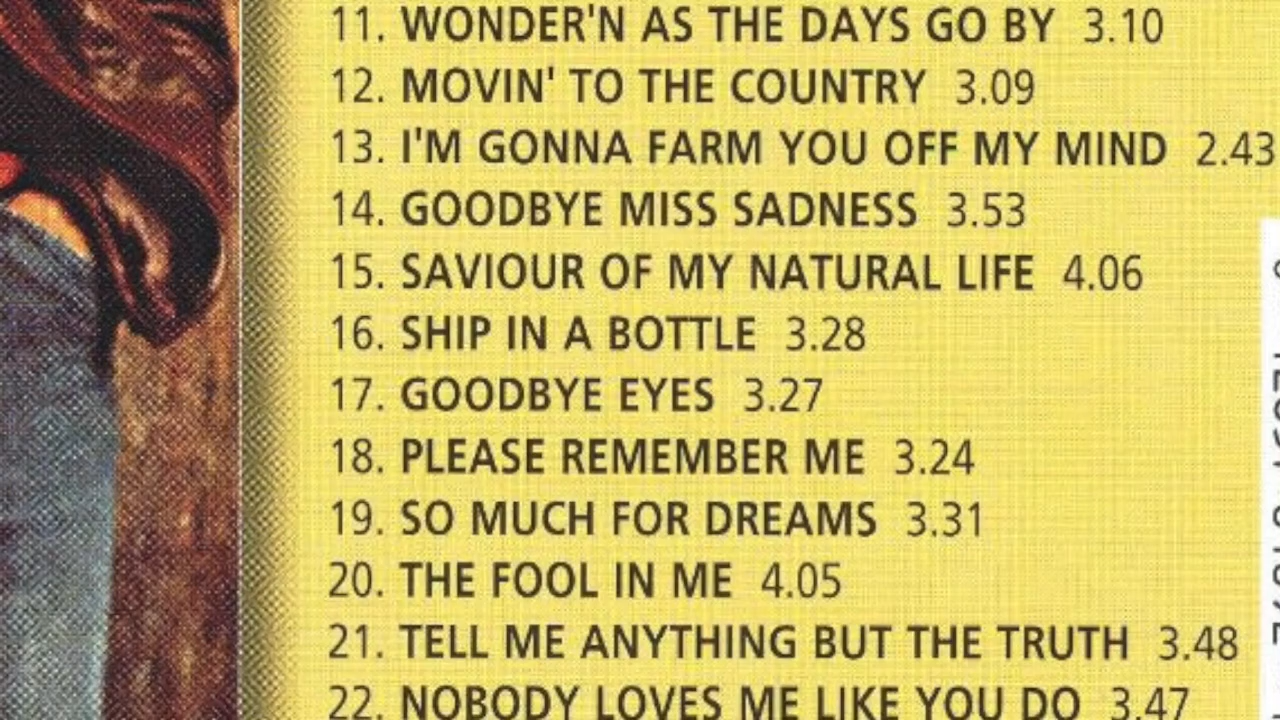 11. WONDER'N AS THE DAYS GO BY 3.10
12. MOVIN' TO THE COUNTRY 3.09
13. I'M GONNA FARM YOU OFF MY MIND 2.43
14. GOODBYE MISS SADNESS 3.53
15. SAVIOUR OF MY NATURAL LIFE 4.06
16. SHIP IN A BOTTLE 3.28
17. GOODBYE EYES 3.27
18. PLEASE REMEMBER ME 3.24
19. SO MUCH FOR DREAMS 3.31
20. THE FOOL IN ME 4.05
21. TELL ME ANYTHING BUT THE TRUTH 3.48
22. NOBODY LOVES ME LIKE YOU DO 3.47